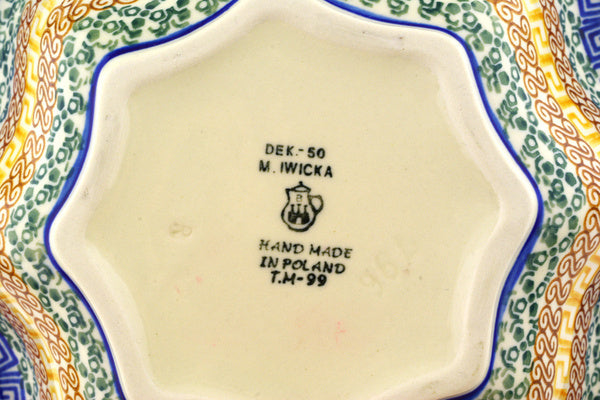 DEK.-50
M. IWICKA
B
HAND MADE
IN POLAND
T.M-99